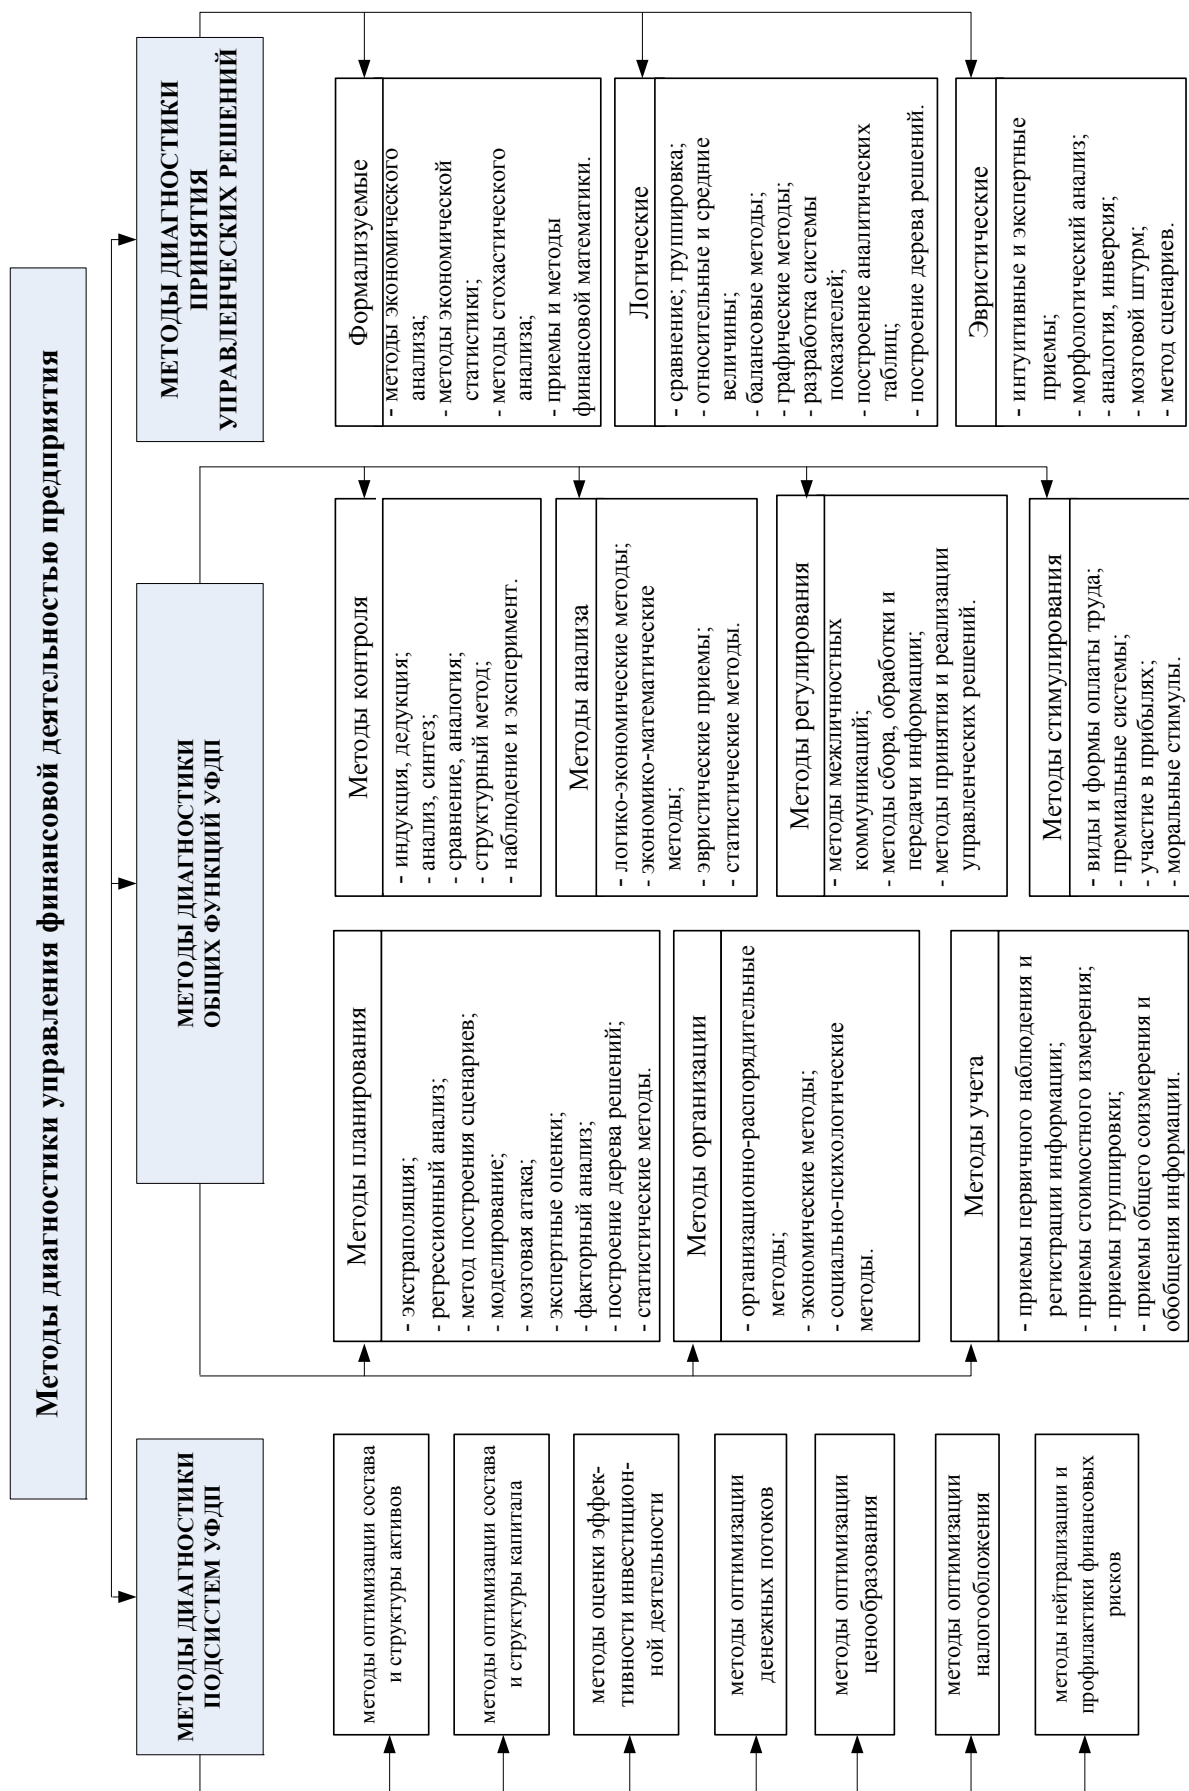 Методы диагностики управления финансовой деятельностью предприятия
МЕТОДЫ ДИАГНОСТИКИ
ПОДСИСТЕМ УФДП
методы оптимизации состава
и структуры активов
методы оптимизации состава
и структуры капитала
методы оценки эффек-
тивности инвестицион-
ной деятельности
методы оптимизации
денежных потоков
методы оптимизации
ценообразования
методы оптимизации
налогообложения
методы нейтрализации и
профилактики финансовых
рисков
МЕТОДЫ ДИАГНОСТИКИ
ОБЩИХ ФУНКЦИЙ УФДП
Методы планирования
- экстраполяция;
- регрессионный анализ;
- метод построения сценариев;
- моделирование;
- мозговая атака;
- экспертные оценки;
- факторный анализ;
- построение дерева решений;
- статистические методы.
Методы организации
- организационно-распорядительные
методы;
- экономические методы;
- социально-психологические
методы.
Методы учета
- приемы первичного наблюдения и
регистрации информации;
- приемы стоимостного измерения;
- приемы группировки;
- приемы общего соизмерения и
обобщения информации.
Методы контроля
- индукция, дедукция;
- анализ, синтез;
- сравнение, аналогия;
- структурный метод;
- наблюдение и эксперимент.
Методы анализа
- логико-экономические методы;
- экономико-математические
методы;
- эвристические приемы;
- статистические методы.
Методы регулирования
- методы межличностных
коммуникаций;
- методы сбора, обработки и
передачи информации;
- методы принятия и реализации
управленческих решений.
Методы стимулирования
- виды и формы оплаты труда;
- премиальные системы;
- участие в прибылях;
- моральные стимулы.
МЕТОДЫ ДИАГНОСТИКИ
ПРИНЯТИЯ
УПРАВЛЕНЧЕСКИХ РЕШЕНИЙ
Формализуемые
- методы экономического
анализа;
- методы экономической
статистики;
- методы стохастического
анализа;
- приемы и методы
финансовой математики.
Логические
- сравнение; группировка;
- относительные и средние
величины;
- балансовые методы;
- графические методы;
- разработка системы
показателей;
- построение аналитических
таблиц;
- построение дерева решений.
Эвристические
- интуитивные и экспертные
приемы;
- морфологический анализ;
- аналогия, инверсия;
- мозговой штурм;
- метод сценариев.